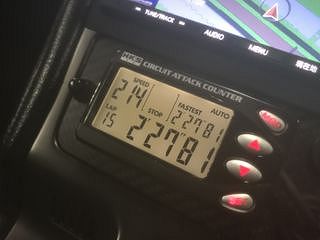 TUNE/TRACK
AUDIO
MENU
現在地
HKS CIRCUIT ATTACK COUNTER
SPEED
214
FASTEST AUTO
2'27"81
LAP
15
STOP
2'27"81